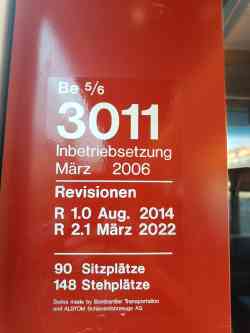 Be 5/6
3011
Inbetriebsetzung
März 2006
Revisionen
R 1.0 Aug. 2014
R 2.1 März 2022
90 Sitzplätze
148 Stehplätze
Swiss made by Bombardier Transportation
and ALSTOM Schienenfahrzeuge AG